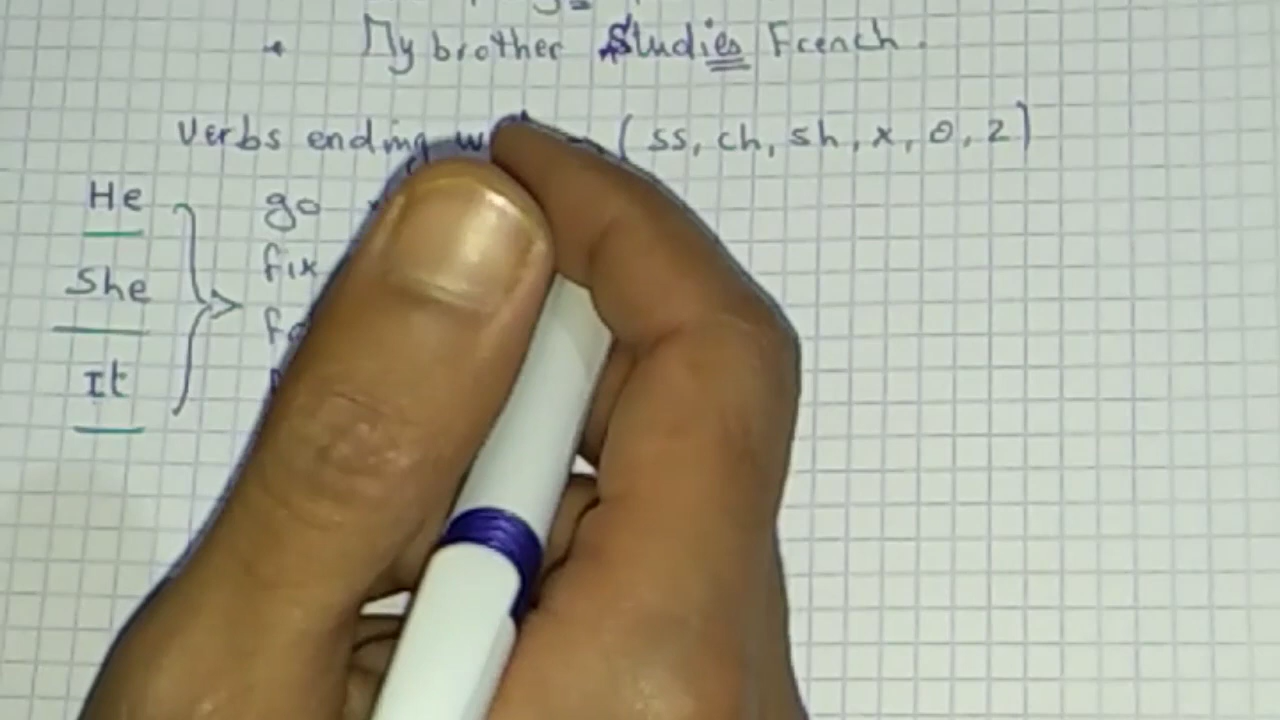 My brother studies French.
Verbs ending (ss, ch, sh, x, o, z)
He
go
She
fix
It